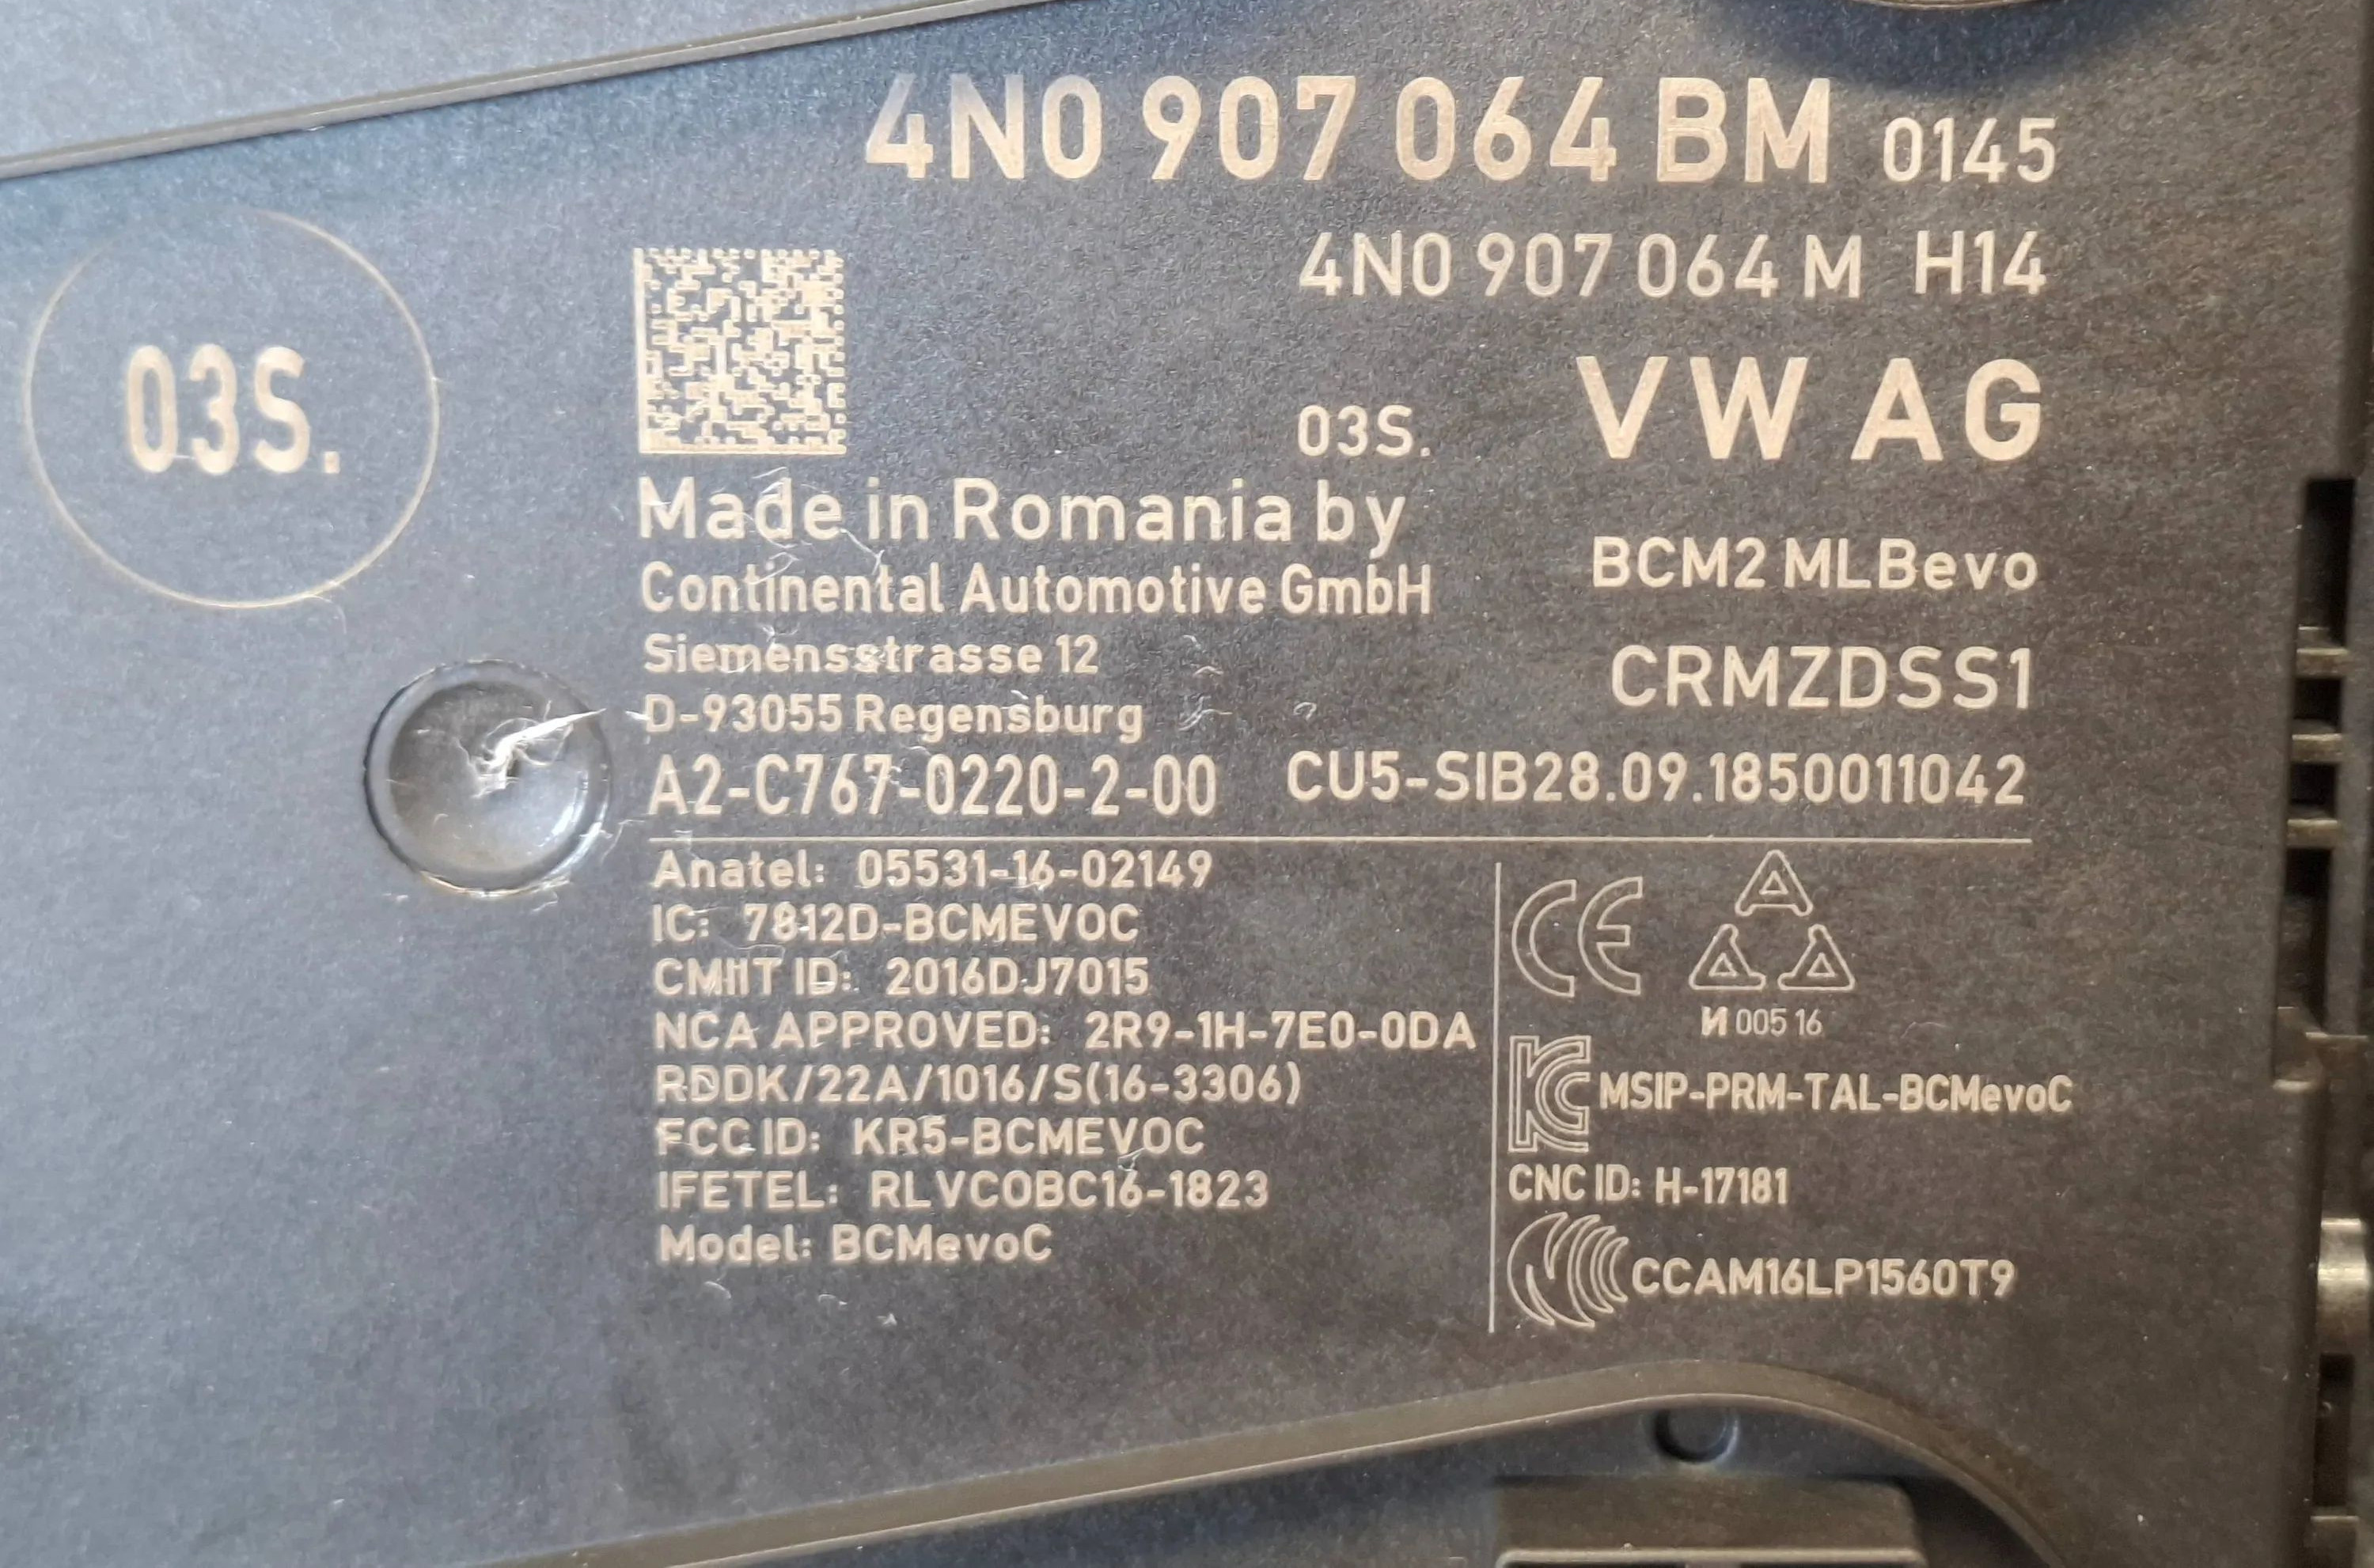 4N0 907 064 BM 0145
4N0 907 064 M H14
03S.
03S. VW AG
Made in Romania by
BCM2 MLBevo
Continental Automotive GmbH
Siemensstrasse 12
CRMZDSS1
D-93055 Regensburg
A2-C767-0220-2-00 CU5-SIB28.09.1850011042
Anatel: 05531-16-02149
IC: 7812D-BCMEVOC
CMIIT ID: 2016DJ7015
NCA APPROVED: 2R9-1H-7E0-0DA
RDDK/22A/1016/S(16-3306)
FCC ID: KR5-BCMEVOC
IFETEL: RLVCOBC16-1823
Model: BCMevoC
CE
И 005 16
KC MSIP-PRM-TAL-BCMevoC
CNC ID: H-17181
CCAM16LP1560T9